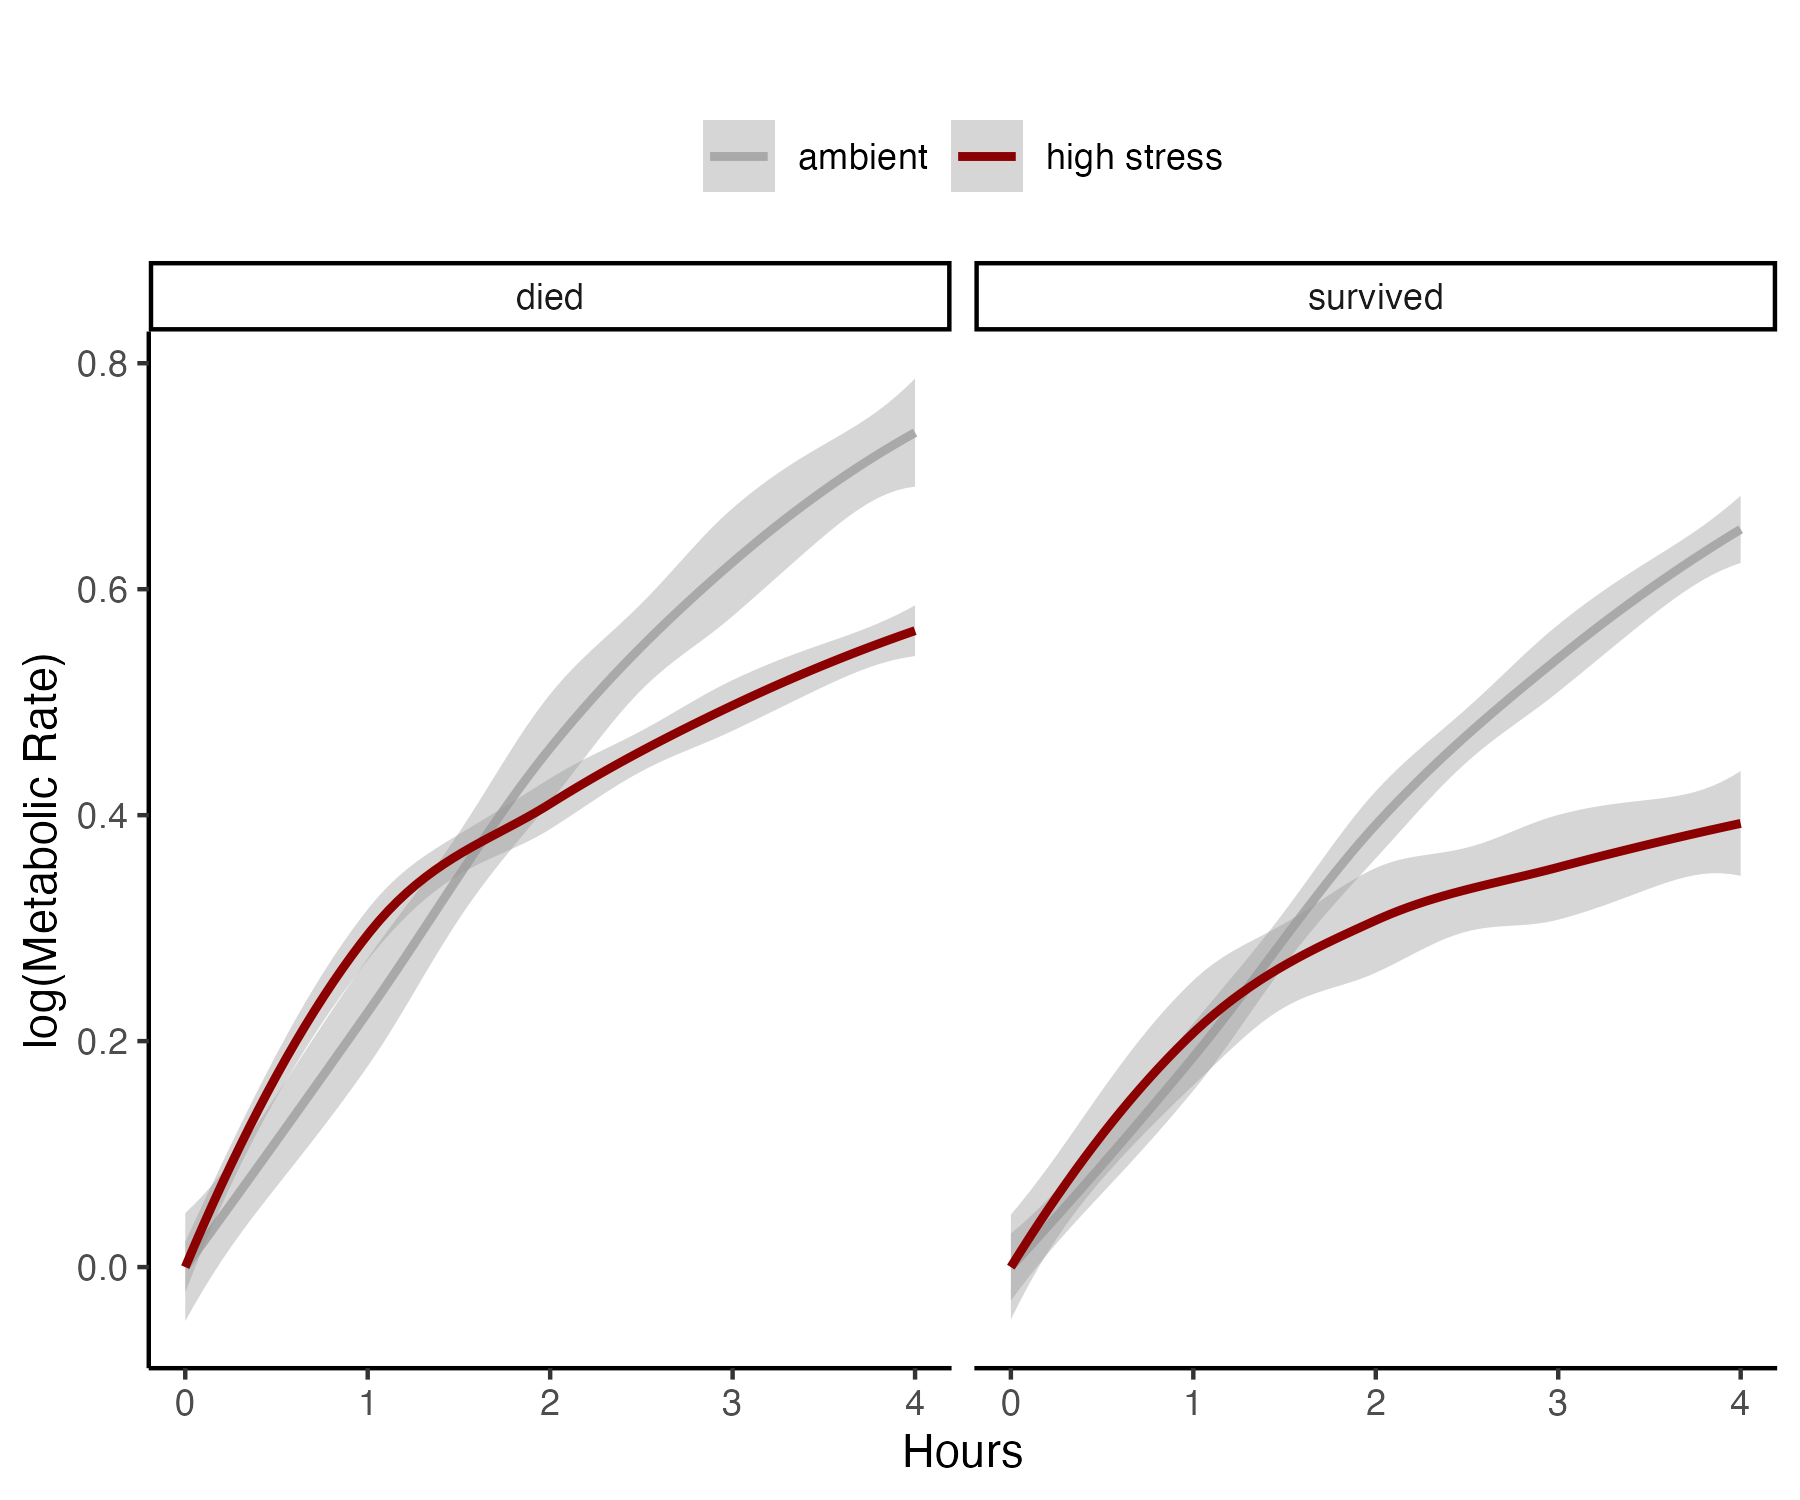 ambient high stress
died survived
0.8
0.6
0.4
0.2
0.0
log(Metabolic Rate)
0 1 2 3 4 0 1 2 3 4
Hours